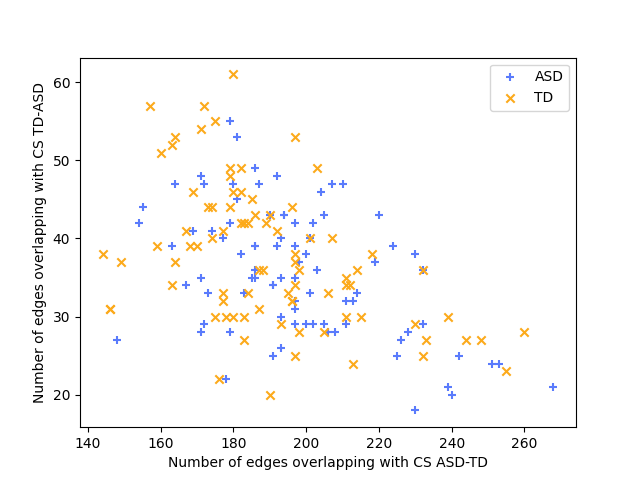 ASD
TD
60
50
40
30
20
Number of edges overlapping with CS TD-ASD
140 160 180 200 220 240 260
Number of edges overlapping with CS ASD-TD